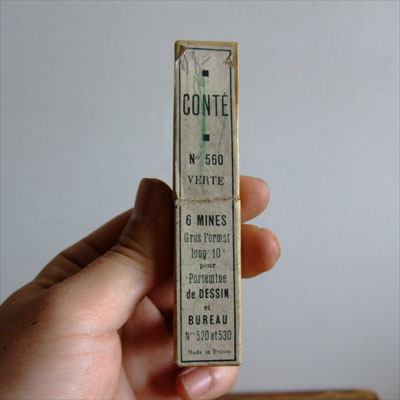 CONTÉ
Nº 560
VERTE
6 MINES
Gros Format
long. 10ᶜ
pour
Portemine
de DESSIN
et
BUREAU
Nᵒˢ 520 et 530
Made in France